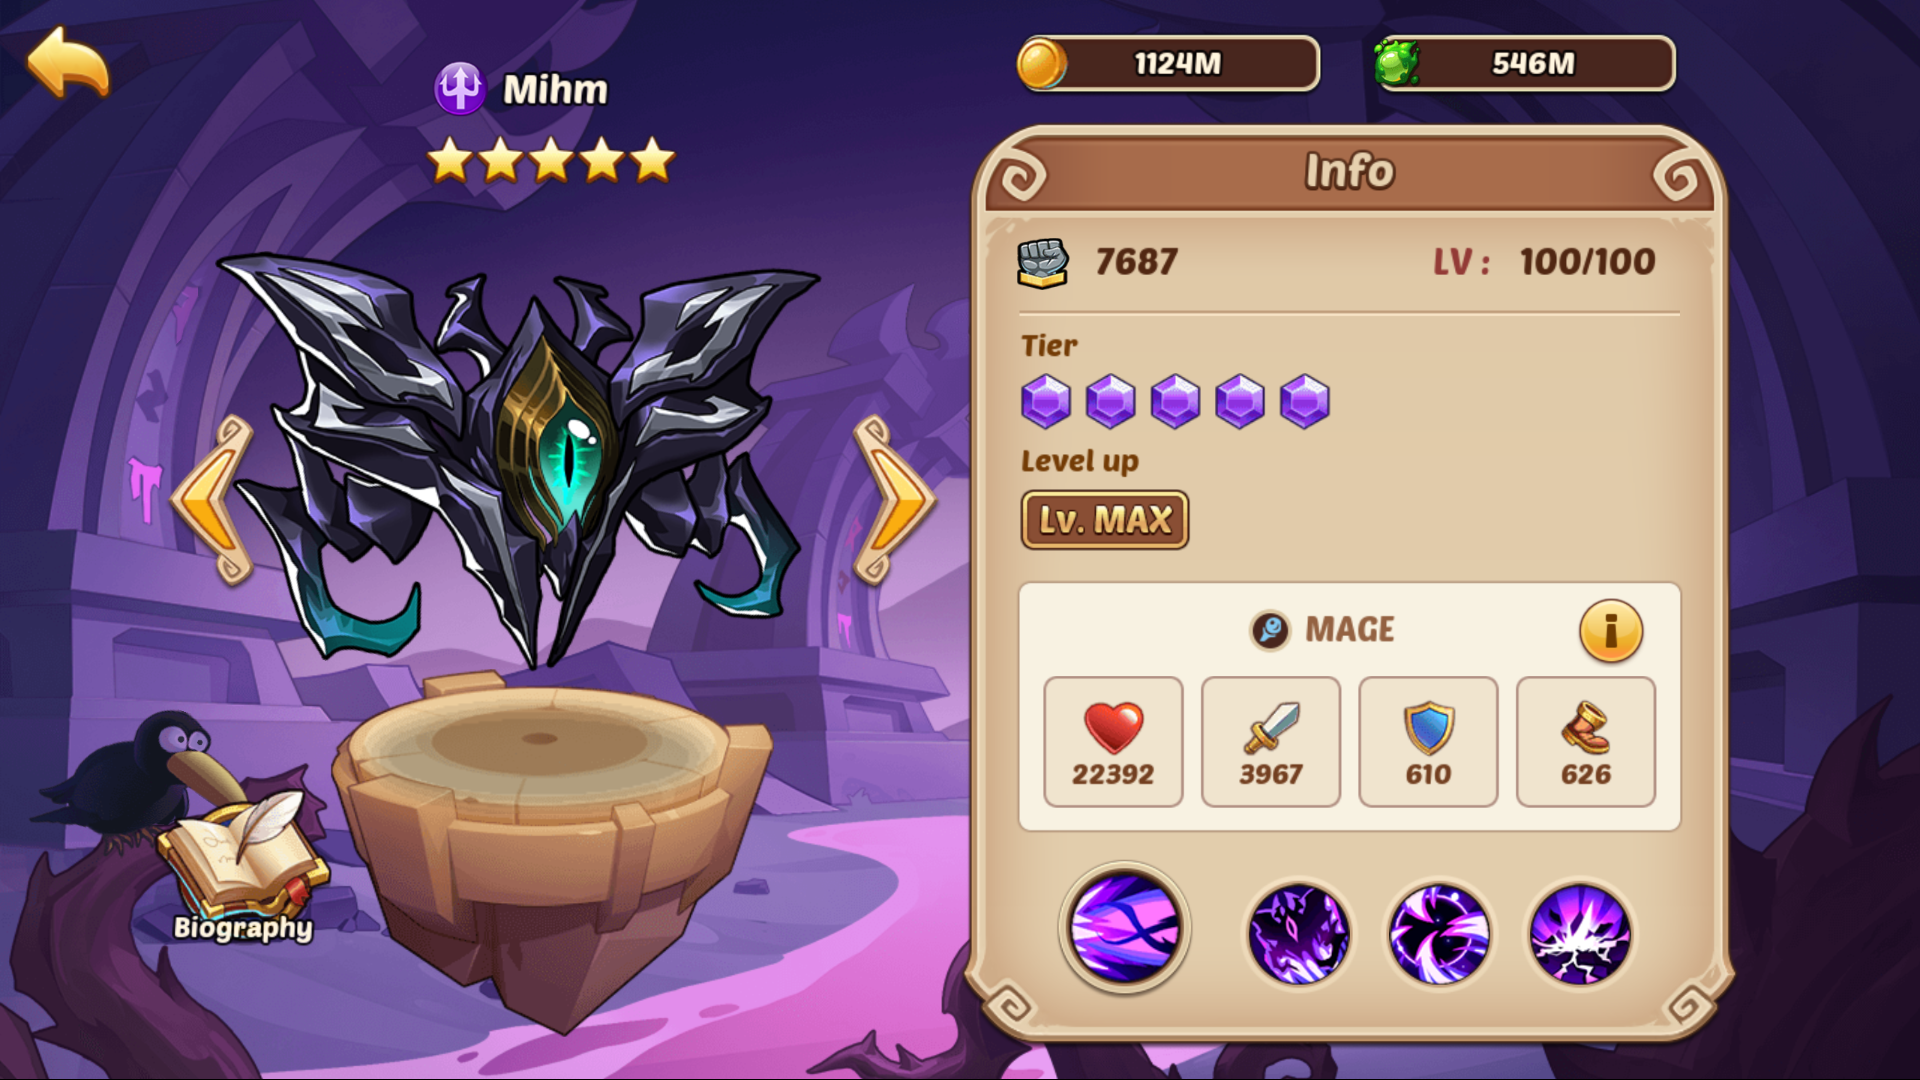 Mihm
1124M
546M
Info
7687
LV : 100/100
Tier
Level up
Lv. MAX
MAGE
22392
3967
610
626
Biography